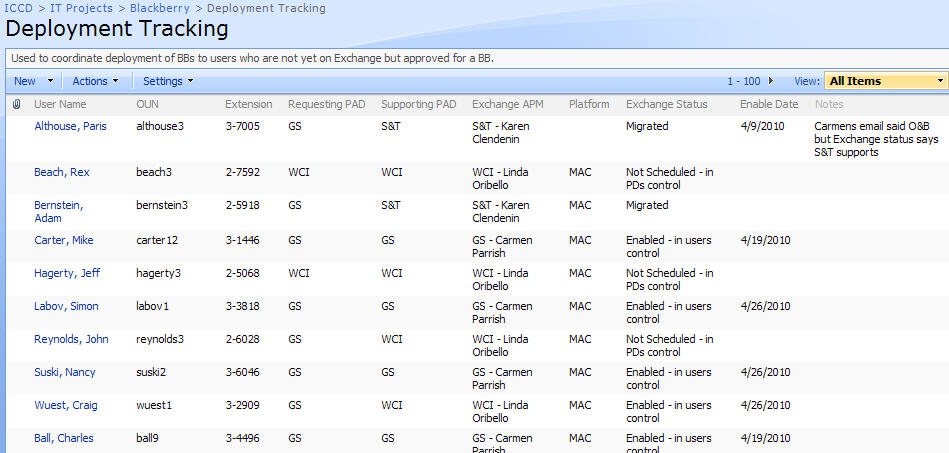 ICCD > IT Projects > Blackberry > Deployment Tracking
Deployment Tracking
Used to coordinate deployment of BBs to users who are not yet on Exchange but approved for a BB.
New Actions Settings 1 - 100 View: All Items
User Name OUN Extension Requesting PAD Supporting PAD Exchange APM Platform Exchange Status Enable Date Notes
Althouse, Paris althouse3 3-7005 GS S&T S&T - Karen Migrated 4/9/2010 Carmens email said O&B
Clendenin but Exchange status says
S&T supports
Beach, Rex beach3 2-7592 WCI WCI WCI - Linda MAC Not Scheduled - in
Oribello PDs control
Bernstein, bernstein3 2-5918 GS S&T S&T - Karen MAC Migrated
Adam Clendenin
Carter, Mike carter12 3-1446 GS GS GS - Carmen MAC Enabled - in users 4/19/2010
Parrish control
Hagerty, Jeff hagerty3 2-5068 WCI WCI WCI - Linda MAC Not Scheduled - in
Oribello PDs control
Labov, Simon labov1 3-3818 GS GS GS - Carmen MAC Enabled - in users 4/26/2010
Parrish control
Reynolds, John reynolds3 2-6028 WCI WCI WCI - Linda MAC Not Scheduled - in
Oribello PDs control
Suski, Nancy suski2 3-6046 GS GS GS - Carmen MAC Enabled - in users 4/26/2010
Parrish control
Wuest, Craig wuest1 3-2909 GS WCI WCI - Linda MAC Enabled - in users 4/26/2010
Oribello control
Ball, Charles ball9 3-4496 GS GS GS - Carmen MAC Enabled - in users 4/19/2010